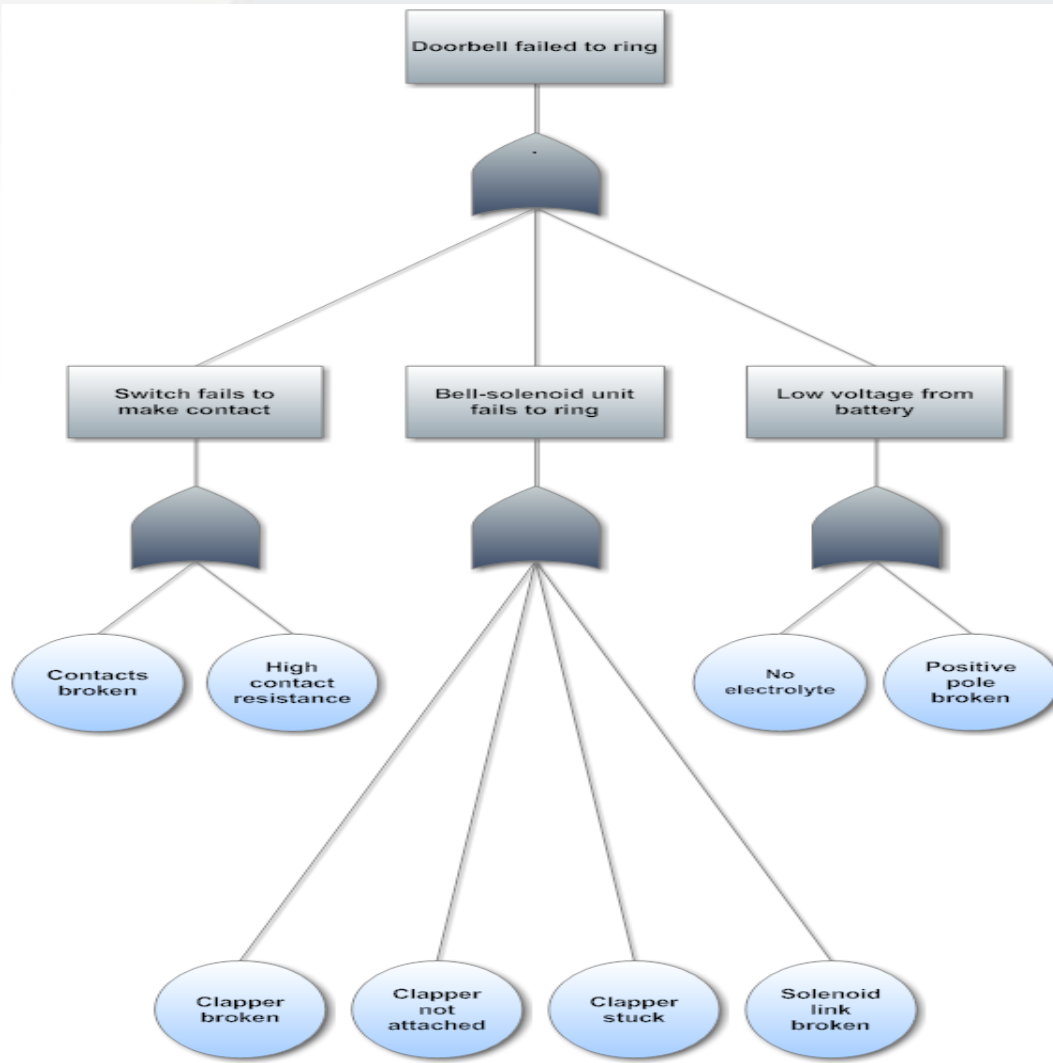 Doorbell failed to ring
Switch fails to
make contact
Bell-solenoid unit
fails to ring
Low voltage from
battery
Contacts
broken
High
contact
resistance
No
electrolyte
Positive
pole
broken
Clapper
broken
Clapper
not
attached
Clapper
stuck
Solenoid
link
broken